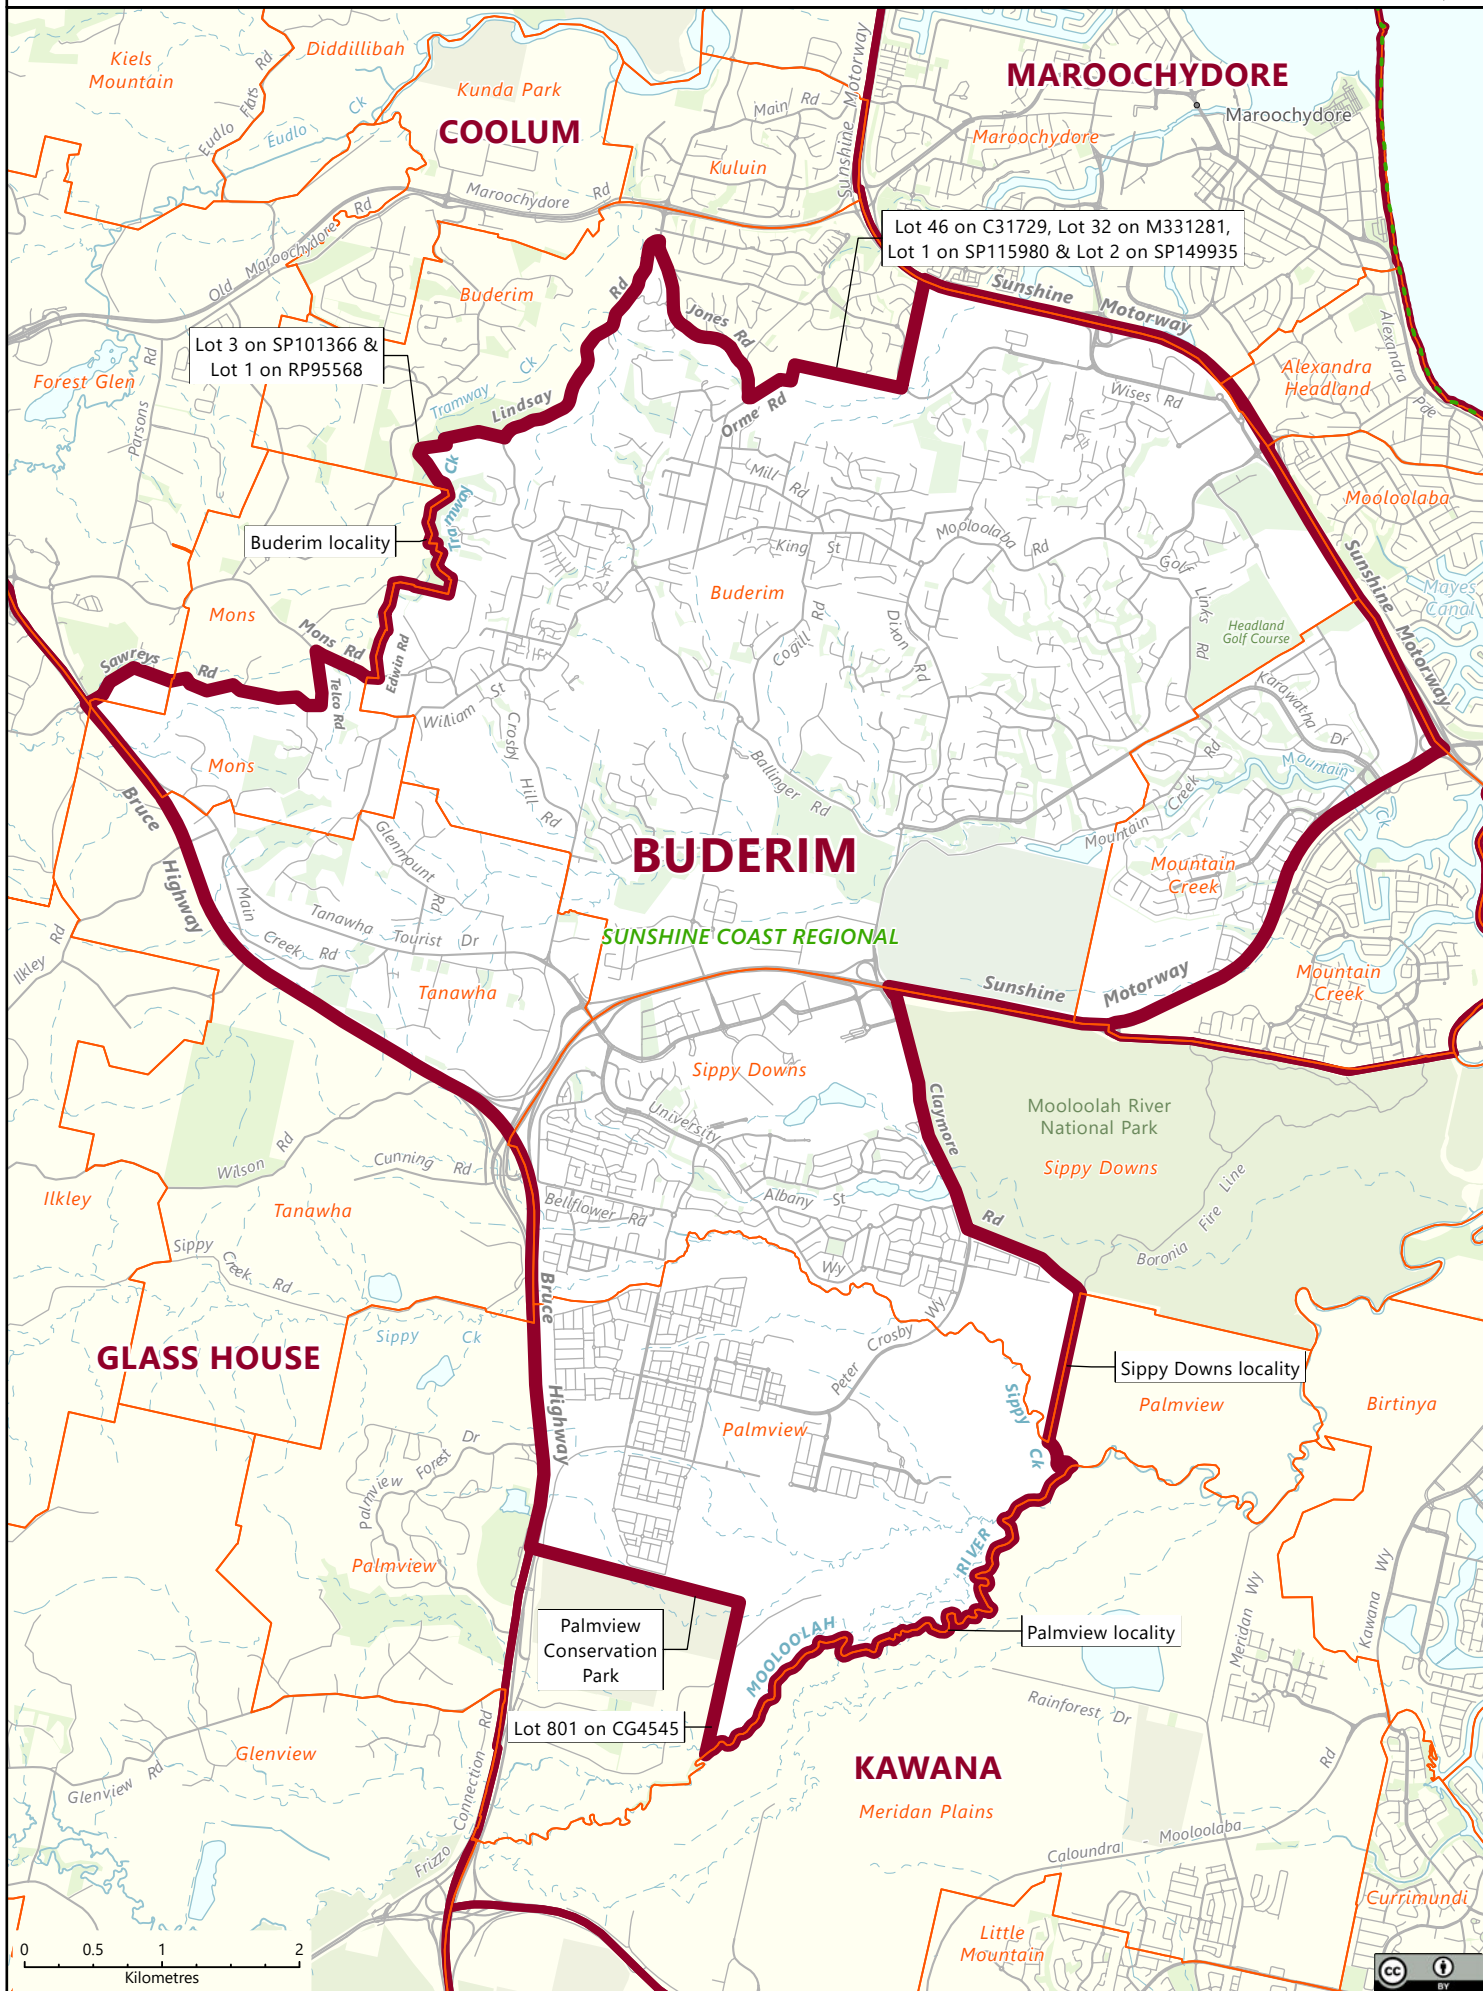 Kiels
Mountain
Diddillibah
Kunda Park
COOLUM
Eudlo Flats Rd
Eudlo Ck
Main Rd
Kuluin
Sunshine Motorway
MAROOCHYDORE
Maroochydore
Maroochydore
Maroochydore Rd
Old Maroochydore Rd
Lot 46 on C31729, Lot 32 on M331281,
Lot 1 on SP115980 & Lot 2 on SP149935
Buderim
Rd
Jones Rd
Sunshine Motorway
Lot 3 on SP101366 &
Lot 1 on RP95568
Forest Glen
Parsons Rd
Tramway Ck
Lindsay
Orme Rd
Wises Rd
Alexandra
Headland
Alexandra Pde
Mill Rd
Tramway Ck
Mooloolaba
Buderim locality
King St
Mooloolaba Rd
Golf Links Rd
Sunshine Motorway
Mayes
Canal
Buderim
Mons
Mons Rd
Cogill Rd
Dixon Rd
Headland
Golf Course
Sawreys Rd
Telco Rd
Edwin Rd
William St
Crosby Hill Rd
Karawatha Dr
Mons
Ballinger Rd
Mountain
Mountain Creek Rd
Bruce Highway
Glenmount Rd
BUDERIM
Mountain
Creek
Main Creek Rd
Tanawha Tourist Dr
SUNSHINE COAST REGIONAL
Ilkley Rd
Tanawha
Sunshine Motorway
Mountain
Creek
Sippy Downs
University
Claymore Rd
Mooloolah River
National Park
Sippy Downs
Wilson Rd
Cunning Rd
Ilkley
Tanawha
Bellflower Rd
Albany St
Wy
Boronia Fire Line
Sippy Creek Rd
Bruce Highway
Sippy Ck
GLASS HOUSE
Peter Crosby Wy
Sippy Downs locality
Sippy Ck
Palmview
Birtinya
Palmview
Palmview Forest Dr
Palmview
MOOLOOLAH RIVER
Kawana Wy
Meridan Wy
Palmview
Conservation
Park
Palmview locality
Rainforest Dr
Lot 801 on CG4545
Glenview
Glenview Rd
KAWANA
Meridan Plains
Rd
Frizzo Connection Rd
Caloundra Mooloolaba
Currimundi
Little
Mountain
0 0.5 1 2
Kilometres
cc
BY